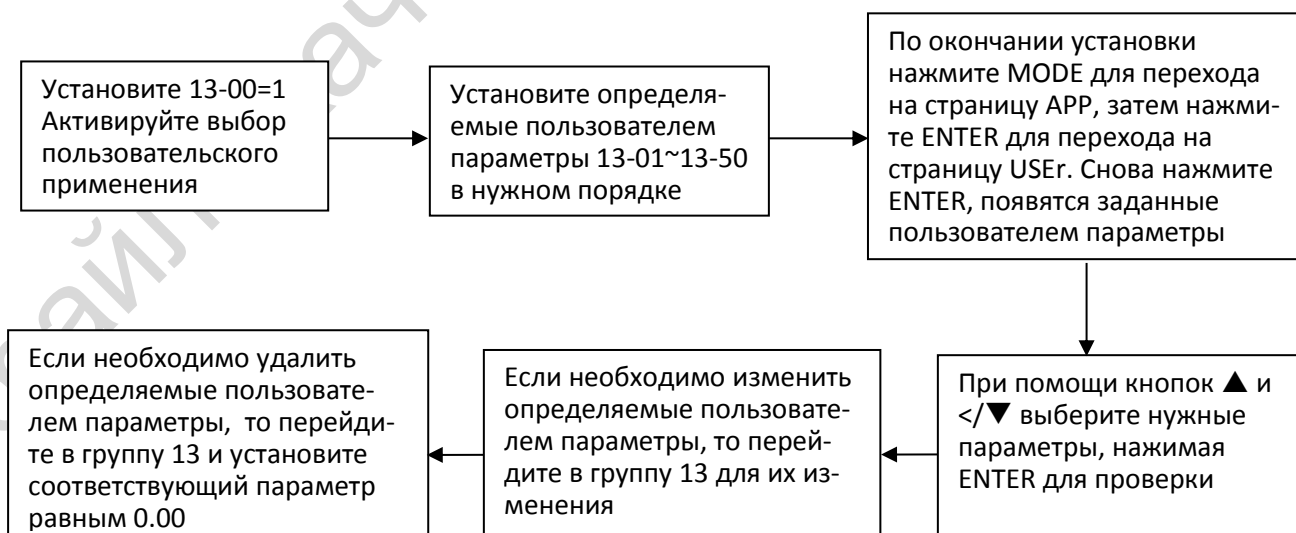 Установите 13-00=1
Активируйте выбор
пользовательского
применения
Установите определя-
емые пользователем
параметры 13-01~13-50
в нужном порядке
По окончании установки
нажмите MODE для перехода
на страницу APP, затем нажми-
те ENTER для перехода на
страницу USEr. Снова нажмите
ENTER, появятся заданные
пользователем параметры
При помощи кнопок ▲ и
</▼ выберите нужные
параметры, нажимая
ENTER для проверки
Если необходимо изменить
определяемые пользовате-
лем параметры, то перей-
дите в группу 13 для их из-
менения
Если необходимо удалить
определяемые пользовате-
лем параметры, то перейди-
те в группу 13 и установите
соответствующий параметр
равным 0.00